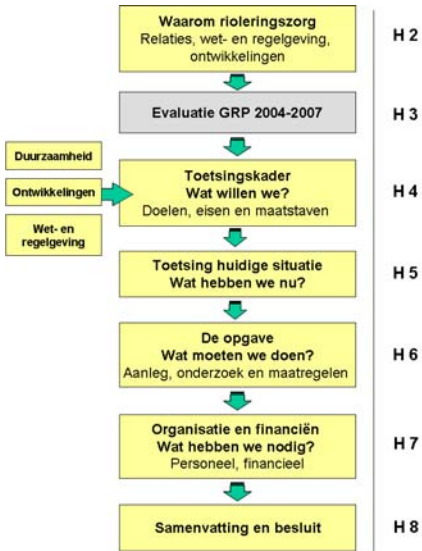 Waarom rioleringszorg
Relaties, wet- en regelgeving,
ontwikkelingen
H 2
Evaluatie GRP 2004-2007
H 3
Duurzaamheid
Ontwikkelingen
Wet- en
regelgeving
Toetsingskader
Wat willen we?
Doelen, eisen en maatstaven
H 4
Toetsing huidige situatie
Wat hebben we nu?
H 5
De opgave
Wat moeten we doen?
Aanleg, onderzoek en maatregelen
H 6
Organisatie en financiën
Wat hebben we nodig?
Personeel, financieel
H 7
Samenvatting en besluit
H 8